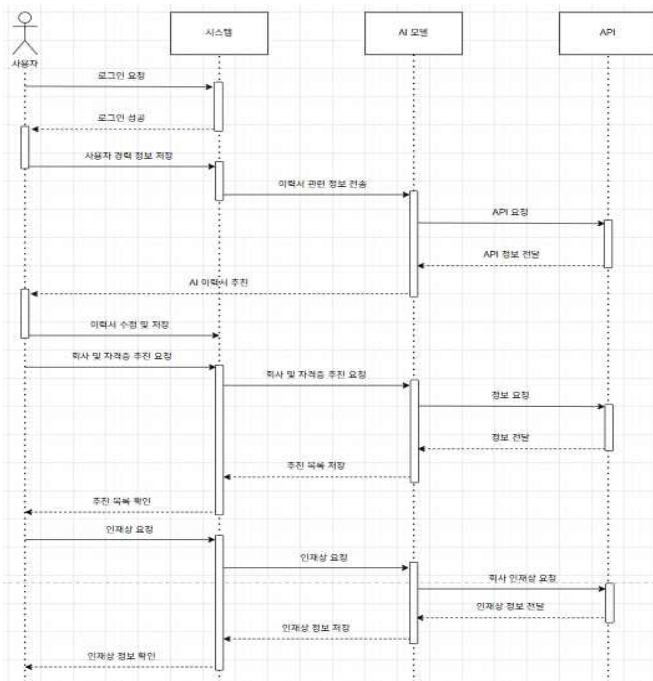 시스템
AI 모델
API
사용자
로그인 요청
로그인 성공
사용자 경력 정보 저장
이력서 관련 정보 전송
API 요청
API 정보 전달
AI 이력서 추천
이력서 수정 및 저장
회사 및 자격증 추천 요청
회사 및 자격증 추천 요청
정보 요청
정보 전달
추천 목록 저장
추천 목록 확인
인재상 요청
인재상 요청
회사 인재상 요청
인재상 정보 전달
인재상 정보 저장
인재상 정보 확인